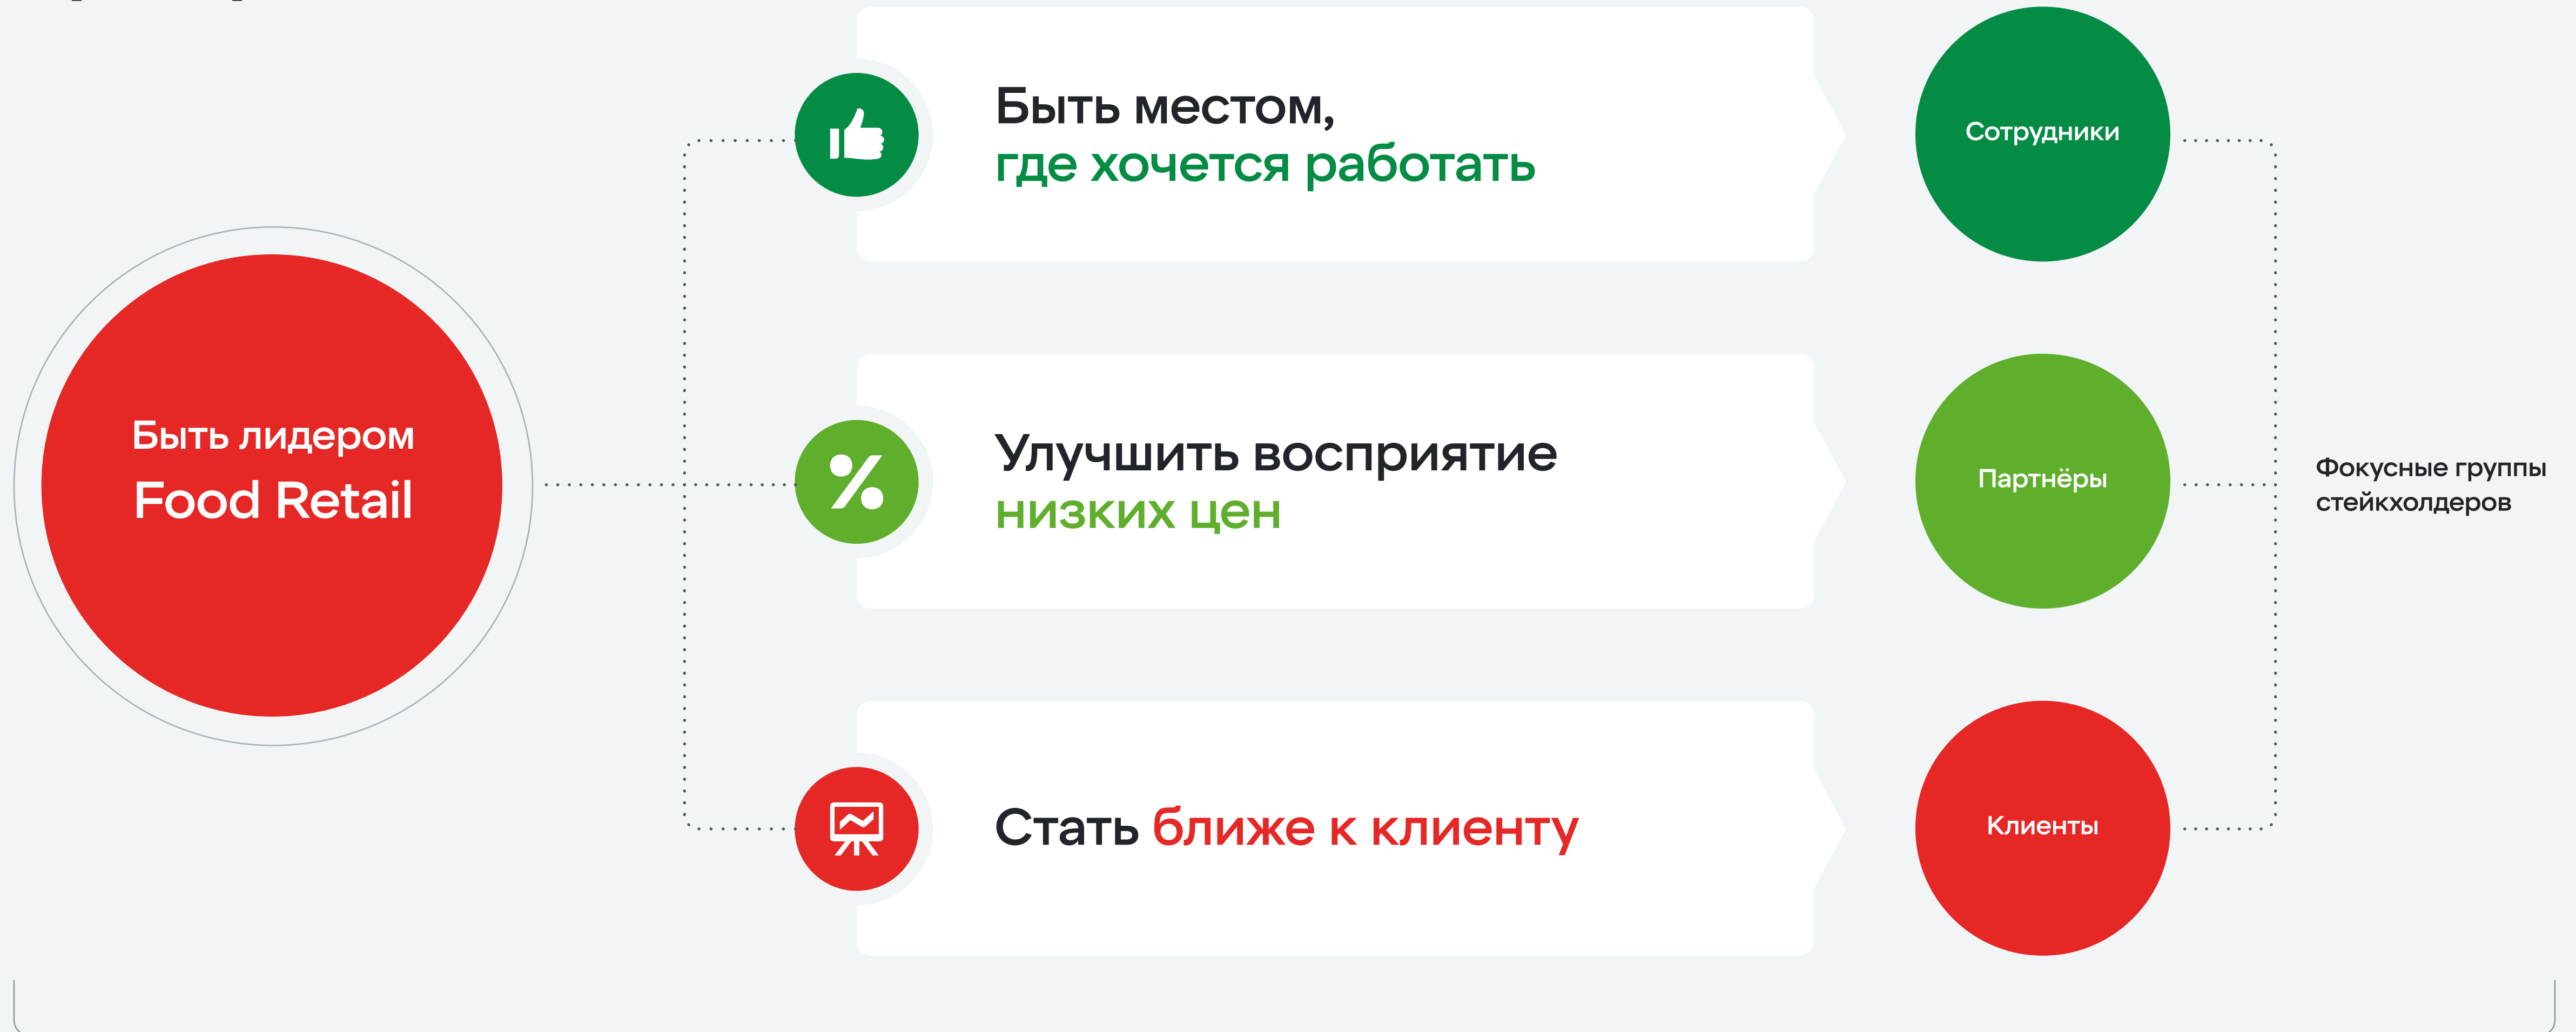 Быть лидером
Food Retail
Быть местом,
где хочется работать
Сотрудники
Улучшить восприятие
низких цен
Партнёры
Стать ближе к клиенту
Клиенты
Фокусные группы
стейкхолдеров